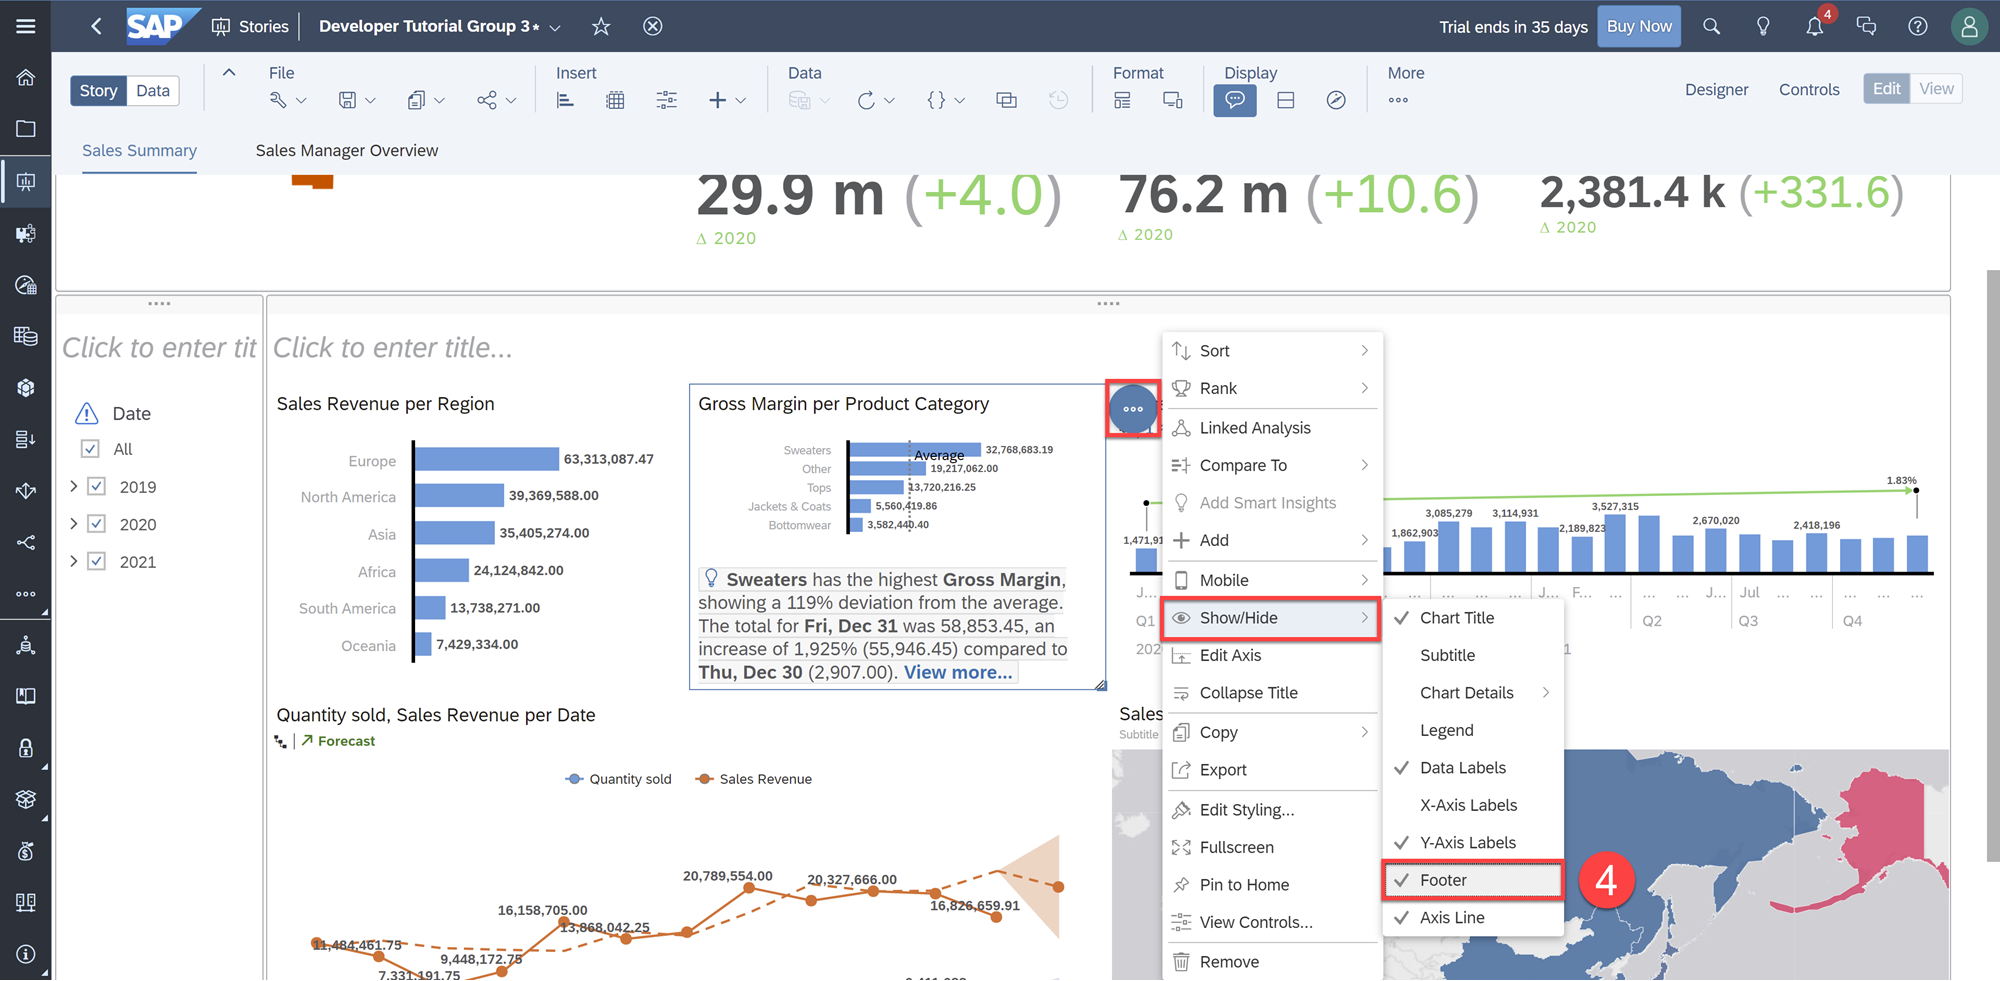 SAP Stories Developer Tutorial Group 3* Trial ends in 35 days Buy Now 4
Story Data File Insert Data Format Display More Designer Controls Edit View
Sales Summary Sales Manager Overview
29.9 m (+4.0) 76.2 m (+10.6) 2,381.4 k (+331.6)
Δ 2020 Δ 2020 Δ 2020
Click to enter tit
Date
All
2019
2020
2021
Click to enter title...
Sales Revenue per Region
Europe 63,313,087.47
North America 39,369,588.00
Asia 35,405,274.00
Africa 24,124,842.00
South America 13,738,271.00
Oceania 7,429,334.00
Gross Margin per Product Category
Sweaters 32,768,683.19
Average
Other 19,217,062.00
Tops 13,720,216.25
Jackets & Coats 5,560,419.86
Bottomwear 3,582,440.40
Sweaters has the highest Gross Margin,
showing a 119% deviation from the average.
The total for Fri, Dec 31 was 58,853.45, an
increase of 1,925% (55,946.45) compared to
Thu, Dec 30 (2,907.00). View more...
1.83%
1,471,91 1,862,903 3,085,279 3,114,931 2,189,823 3,527,315 2,670,020 2,418,196
J... ... J... F... ... ... J... Jul ... ... ... ...
Q1 Q2 Q3 Q4
202 1
Sort
Rank
Linked Analysis
Compare To
Add Smart Insights
Add
Mobile
Show/Hide
Edit Axis
Collapse Title
Copy
Export
Edit Styling...
Fullscreen
Pin to Home
View Controls...
Remove
Chart Title
Subtitle
Chart Details
Legend
Data Labels
X-Axis Labels
Y-Axis Labels
Footer
Axis Line
4
Quantity sold, Sales Revenue per Date
Forecast
Quantity sold Sales Revenue
11,484,461.75
7,331,191.75
9,448,172.75
16,158,705.00
13,868,042.25
20,789,554.00
20,327,666.00
16,826,659.91
Sales
Subtitle